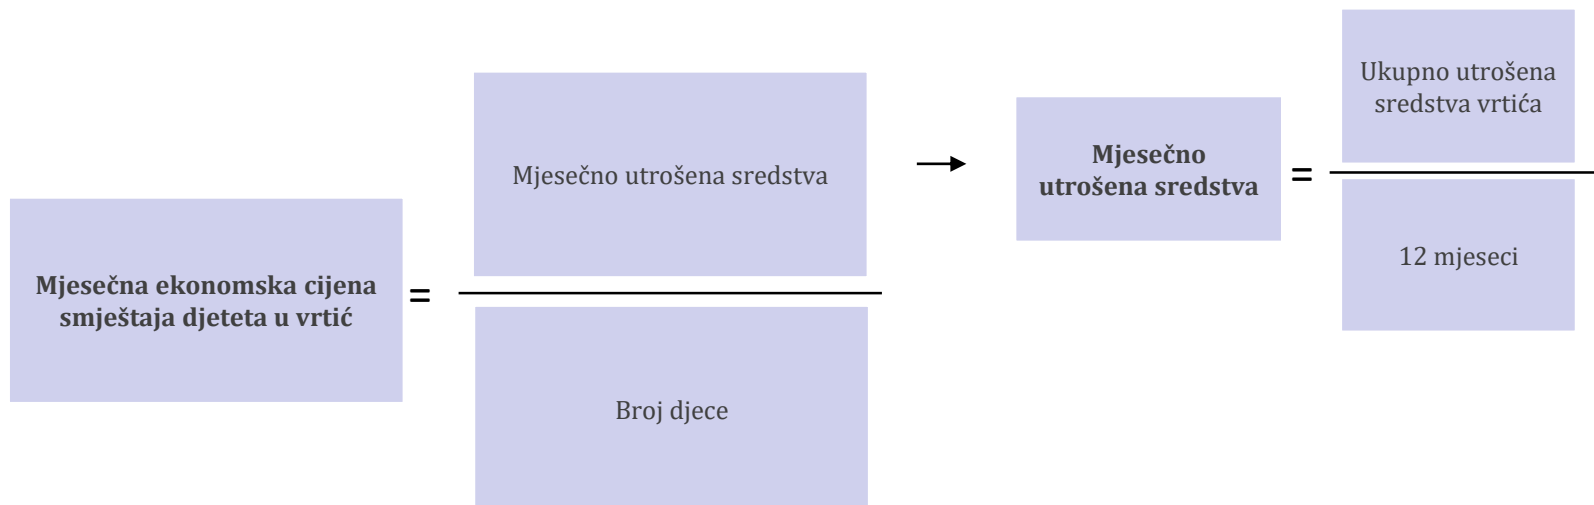 Mjesečna ekonomska cijena
smještaja djeteta u vrtić
=
Mjesečno utrošena sredstva
Broj djece
Mjesečno
utrošena sredstva
=
Ukupno utrošena
sredstva vrtića
12 mjeseci